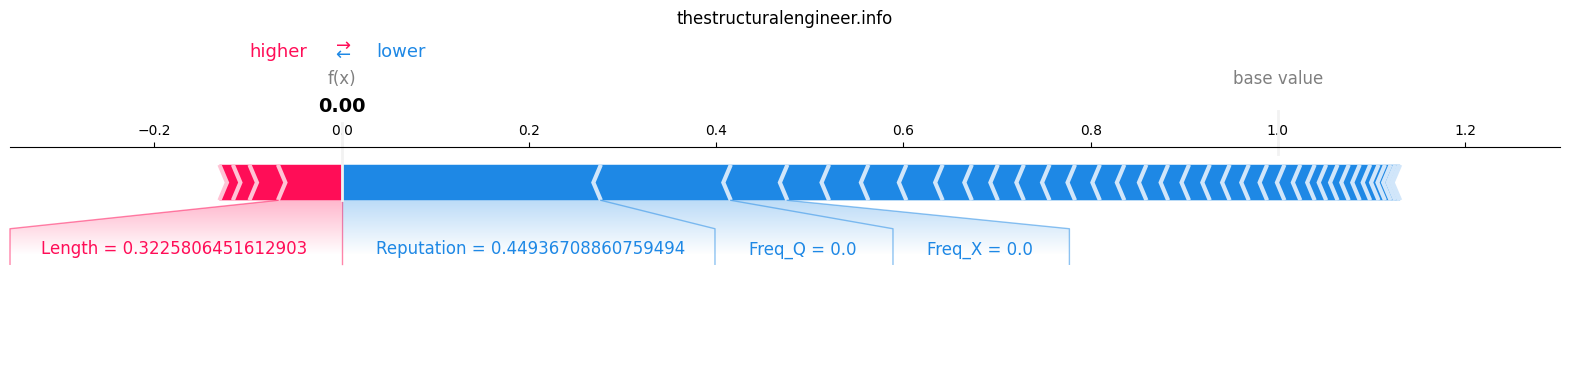 thestructuralengineer.info
higher ⇄ lower
f(x) base value
0.00
−0.2 0.0 0.2 0.4 0.6 0.8 1.0 1.2
Length = 0.3225806451612903 Reputation = 0.44936708860759494 Freq_Q = 0.0 Freq_X = 0.0